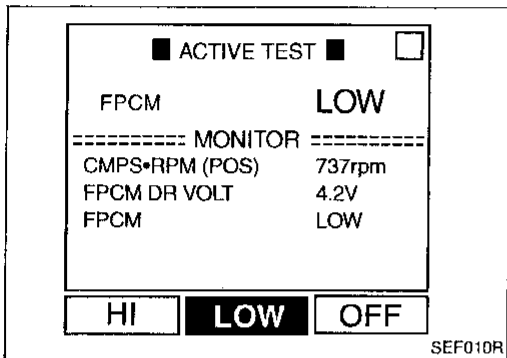 ■ ACTIVE TEST ■
FPCM LOW
========== MONITOR ==========
CMPS•RPM (POS) 737rpm
FPCM DR VOLT 4.2V
FPCM LOW
HI LOW OFF
SEF010R